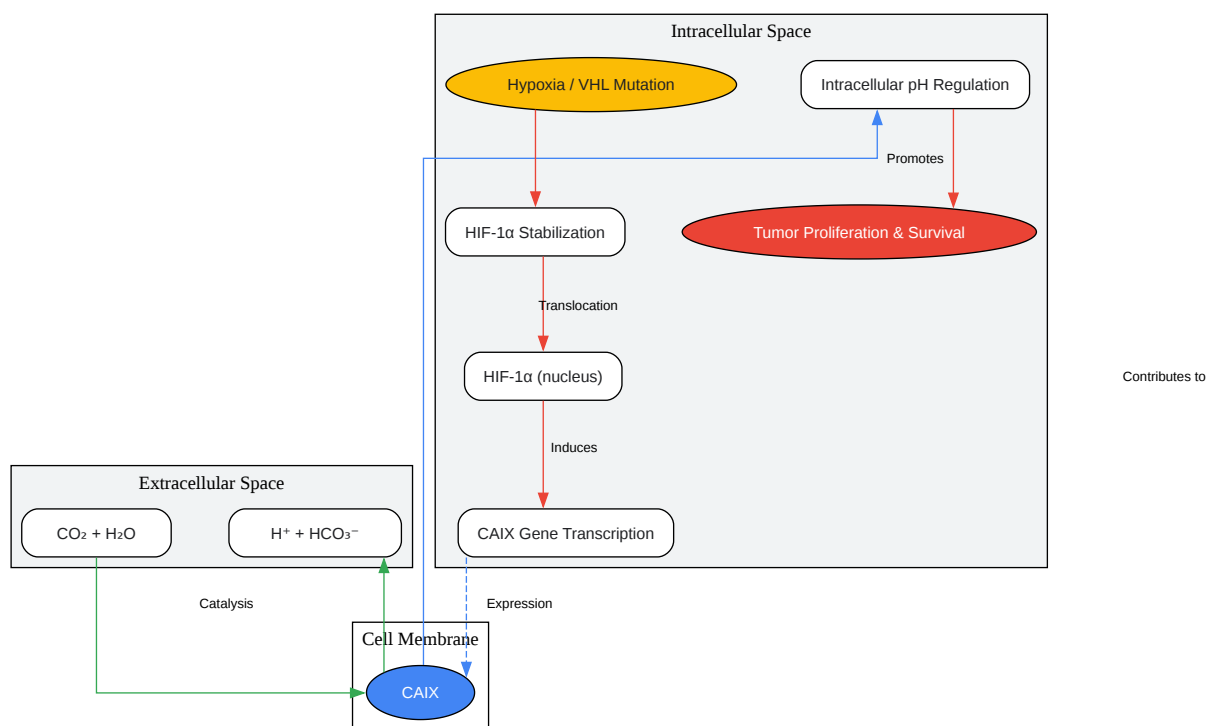 Intracellular Space
Hypoxia / VHL Mutation
Intracellular pH Regulation
Promotes
HIF-1α Stabilization
Tumor Proliferation & Survival
Translocation
HIF-1α (nucleus)
Contributes to
Induces
Extracellular Space
CO₂ + H₂O
H⁺ + HCO₃⁻
CAIX Gene Transcription
Catalysis
Expression
Cell Membrane
CAIX